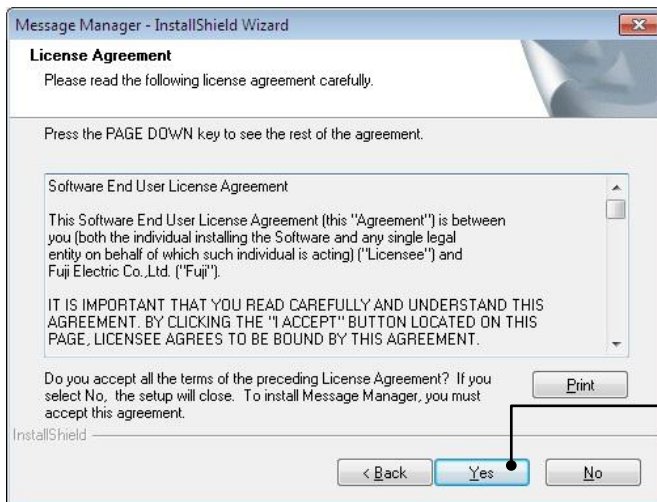 Message Manager - InstallShield Wizard
License Agreement
Please read the following license agreement carefully.
Press the PAGE DOWN key to see the rest of the agreement.
Software End User License Agreement
This Software End User License Agreement (this "Agreement") is between
you (both the individual installing the Software and any single legal
entity on behalf of which such individual is acting) ("Licensee") and
Fuji Electric Co.,Ltd. ("Fuji").
IT IS IMPORTANT THAT YOU READ CAREFULLY AND UNDERSTAND THIS
AGREEMENT. BY CLICKING THE "I ACCEPT" BUTTON LOCATED ON THIS
PAGE, LICENSEE AGREES TO BE BOUND BY THIS AGREEMENT.
Do you accept all the terms of the preceding License Agreement? If you
select No, the setup will close. To install Message Manager, you must
accept this agreement.
Print
InstallShield
< Back
Yes
No